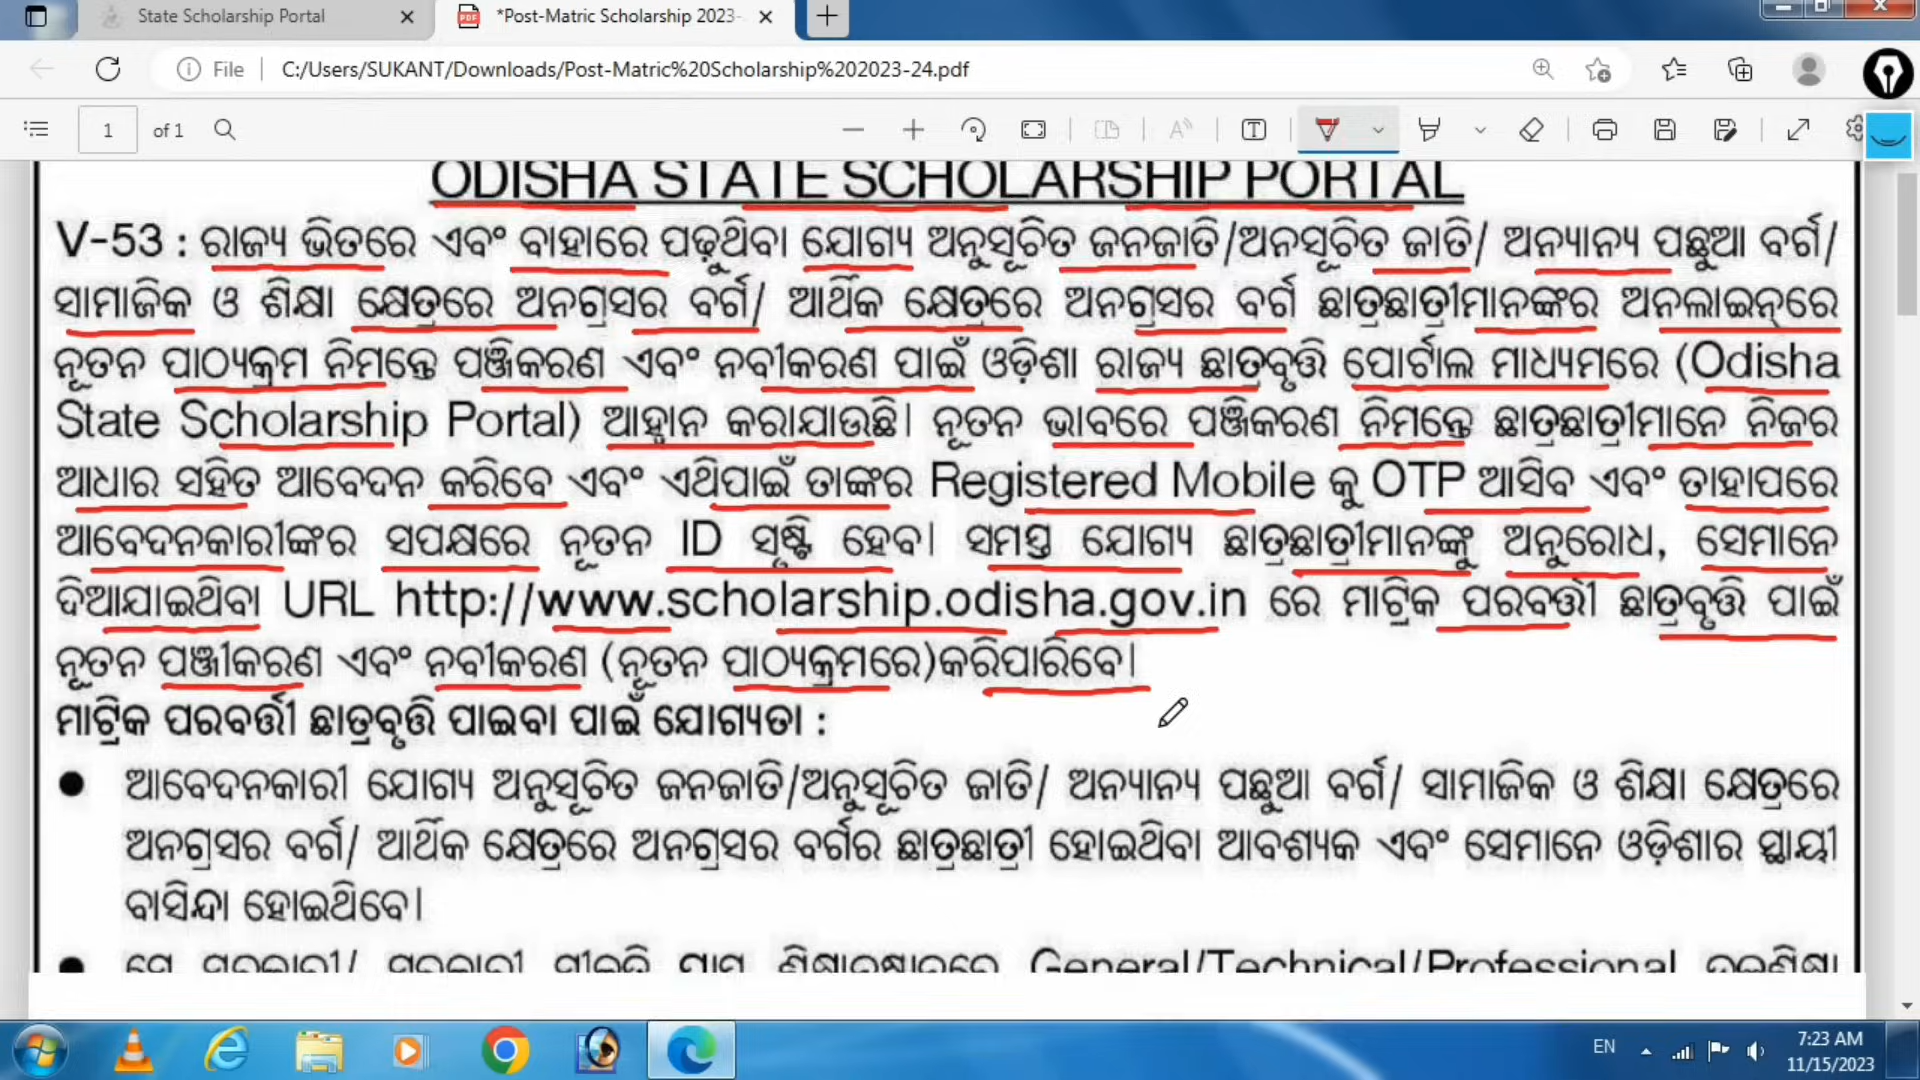 State Scholarship Portal
*Post-Matric Scholarship 2023-
File
C:/Users/SUKANT/Downloads/Post-Matric%20Scholarship%202023-24.pdf
1 of 1
ODISHA STATE SCHOLARSHIP PORTAL
V-53 : ରାଜ୍ୟ ଭିତରେ ଏବଂ ବାହାରେ ପଢ଼ୁଥିବା ଯୋଗ୍ୟ ଅନୁସୂଚିତ ଜନଜାତି/ଅନସୂଚିତ ଜାତି/ ଅନ୍ୟାନ୍ୟ ପଛୁଆ ବର୍ଗ/
ସାମାଜିକ ଓ ଶିକ୍ଷା କ୍ଷେତ୍ରରେ ଅନଗ୍ରସର ବର୍ଗ/ ଆର୍ଥିକ କ୍ଷେତ୍ରରେ ଅନଗ୍ରସର ବର୍ଗ ଛାତ୍ରଛାତ୍ରୀମାନଙ୍କର ଅନଲାଇନ୍‌ରେ
ନୂତନ ପାଠ୍ୟକ୍ରମ ନିମନ୍ତେ ପଞ୍ଜିକରଣ ଏବଂ ନବୀକରଣ ପାଇଁ ଓଡ଼ିଶା ରାଜ୍ୟ ଛାତ୍ରବୃତ୍ତି ପୋର୍ଟାଲ ମାଧ୍ୟମରେ (Odisha
State Scholarship Portal) ଆହ୍ୱାନ କରାଯାଉଛି। ନୂତନ ଭାବରେ ପଞ୍ଜିକରଣ ନିମନ୍ତେ ଛାତ୍ରଛାତ୍ରୀମାନେ ନିଜର
ଆଧାର ସହିତ ଆବେଦନ କରିବେ ଏବଂ ଏଥିପାଇଁ ତାଙ୍କର Registered Mobile କୁ OTP ଆସିବ ଏବଂ ତାହାପରେ
ଆବେଦନକାରୀଙ୍କର ସପକ୍ଷରେ ନୂତନ ID ସୃଷ୍ଟି ହେବ। ସମସ୍ତ ଯୋଗ୍ୟ ଛାତ୍ରଛାତ୍ରୀମାନଙ୍କୁ ଅନୁରୋଧ, ସେମାନେ
ଦିଆଯାଇଥିବା URL http://www.scholarship.odisha.gov.in ରେ ମାଟ୍ରିକ ପରବର୍ତ୍ତୀ ଛାତ୍ରବୃତ୍ତି ପାଇଁ
ନୂତନ ପଞ୍ଜୀକରଣ ଏବଂ ନବୀକରଣ (ନୂତନ ପାଠ୍ୟକ୍ରମରେ)କରିପାରିବେ।
ମାଟ୍ରିକ ପରବର୍ତ୍ତୀ ଛାତ୍ରବୃତ୍ତି ପାଇବା ପାଇଁ ଯୋଗ୍ୟତା :
● ଆବେଦନକାରୀ ଯୋଗ୍ୟ ଅନୁସୂଚିତ ଜନଜାତି/ଅନୁସୂଚିତ ଜାତି/ ଅନ୍ୟାନ୍ୟ ପଛୁଆ ବର୍ଗ/ ସାମାଜିକ ଓ ଶିକ୍ଷା କ୍ଷେତ୍ରରେ
ଅନଗ୍ରସର ବର୍ଗ/ ଆର୍ଥିକ କ୍ଷେତ୍ରରେ ଅନଗ୍ରସର ବର୍ଗର ଛାତ୍ରଛାତ୍ରୀ ହୋଇଥିବା ଆବଶ୍ୟକ ଏବଂ ସେମାନେ ଓଡ଼ିଶାର ସ୍ଥାୟୀ
ବାସିନ୍ଦା ହୋଇଥିବେ।
● General/Technical/Professional
EN
7:23 AM
11/15/2023